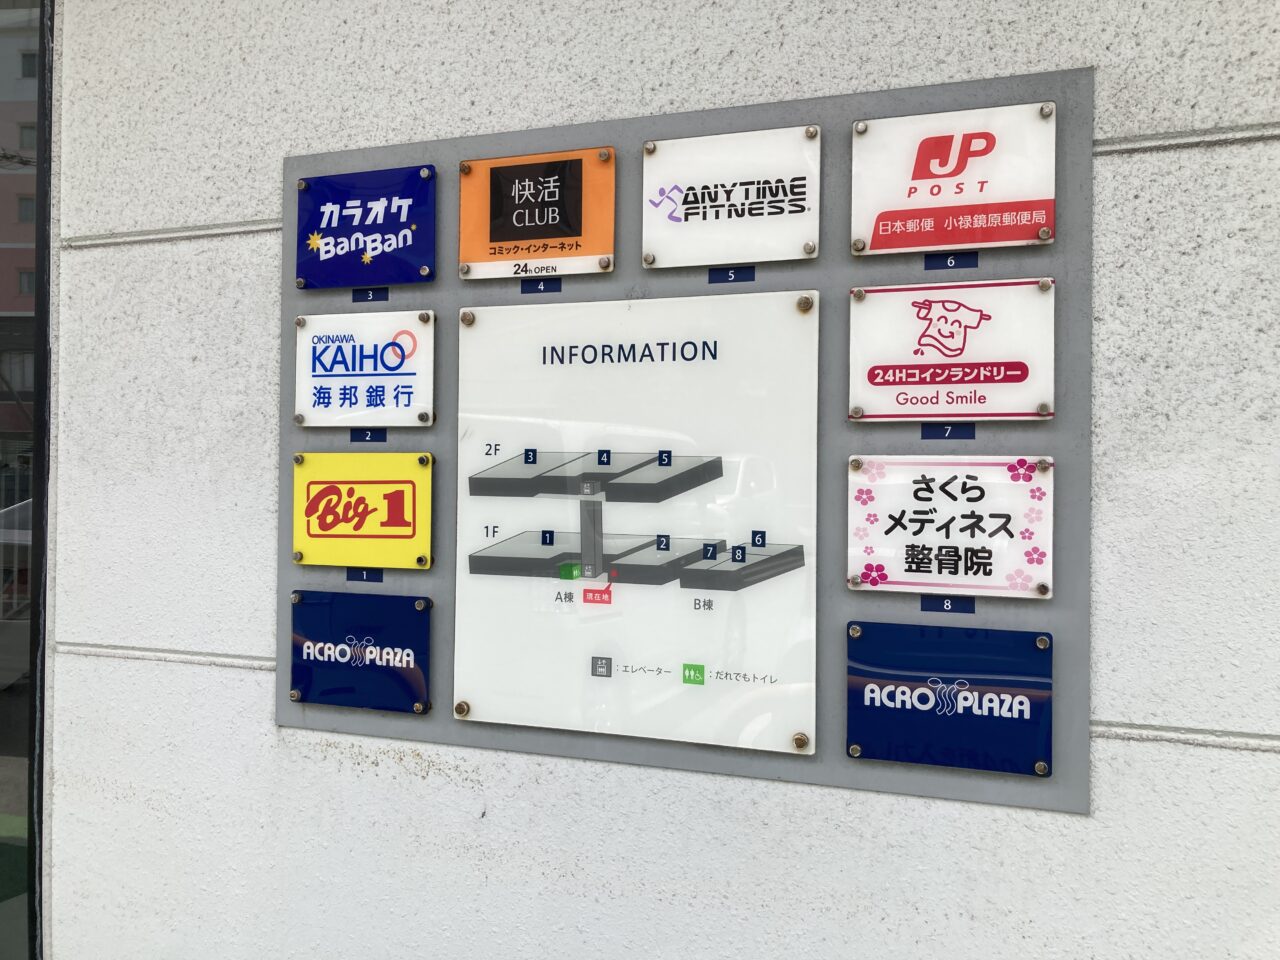 カラオケ
BanBan
3
快活
CLUB
コミック・インターネット
24h OPEN
4
ANYTIME
FITNESS®
5
JP
POST
日本郵便 小禄鏡原郵便局
6
OKINAWA
KAIHO
海邦銀行
2
24Hコインランドリー
Good Smile
7
Big 1
1
さくら
メディネス
整骨院
8
ACRO PLAZA
ACRO PLAZA
INFORMATION
2F
3 4 5
1F
1 2 7 8 6
A棟
現在地
B棟
:エレベーター
:だれでもトイレ